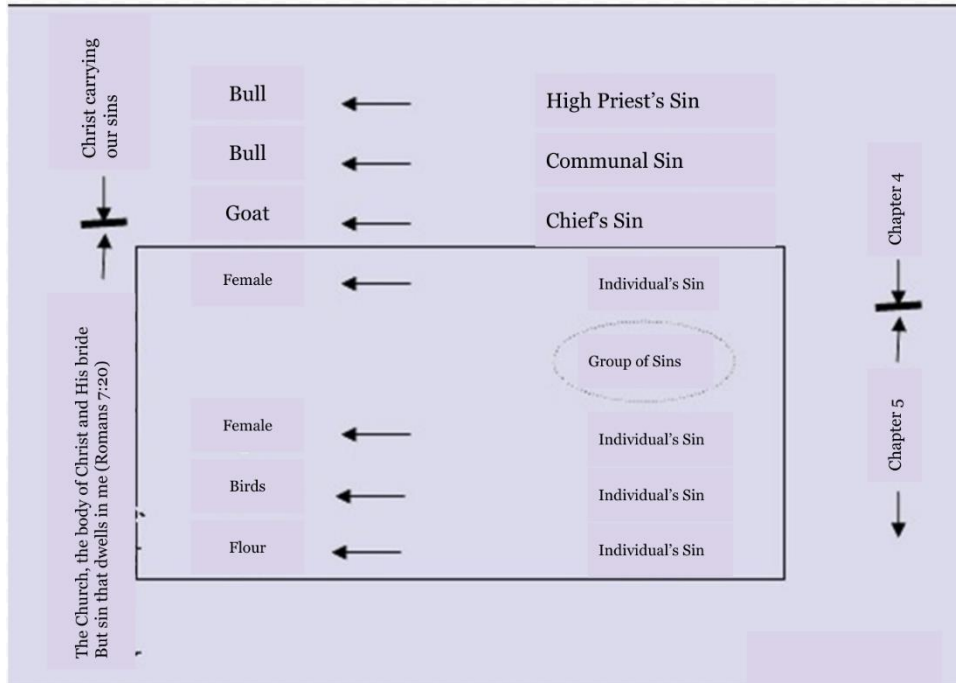 Christ carrying
our sins
Bull
High Priest's Sin
Bull
Communal Sin
Goat
Chief's Sin
Chapter 4
Female
Individual's Sin
Group of Sins
The Church, the body of Christ and His bride
But sin that dwells in me (Romans 7:20)
Female
Individual's Sin
Chapter 5
Birds
Individual's Sin
Flour
Individual's Sin